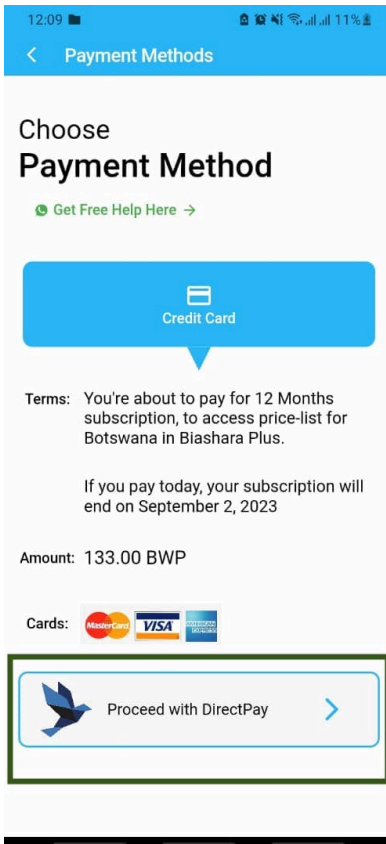 12:09 11%
Payment Methods
Choose
Payment Method
Get Free Help Here →
Credit Card
Terms: You're about to pay for 12 Months
subscription, to access price-list for
Botswana in Biashara Plus.
If you pay today, your subscription will
end on September 2, 2023
Amount: 133.00 BWP
Cards: MasterCard VISA AMERICAN EXPRESS
Proceed with DirectPay